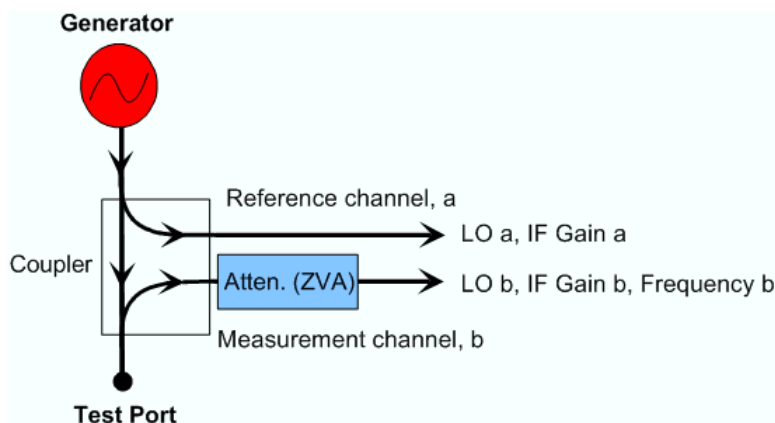 Generator
Reference channel, a
LO a, IF Gain a
Coupler
Atten. (ZVA)
LO b, IF Gain b, Frequency b
Measurement channel, b
Test Port